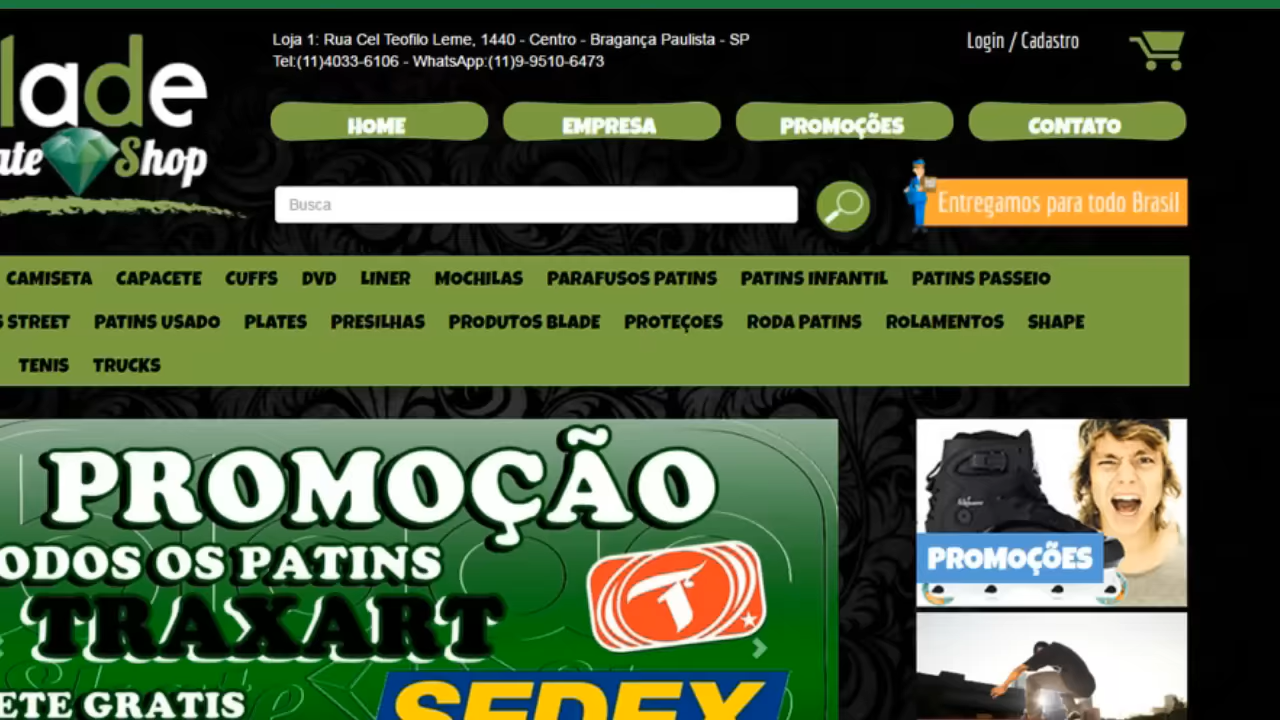 Loja 1: Rua Cel Teofilo Leme, 1440 - Centro - Bragança Paulista - SP
Tel:(11)4033-6106 - WhatsApp:(11)9-9510-6473
Login / Cadastro
lade
ate Shop
HOME EMPRESA PROMOÇÕES CONTATO
Busca
Entregamos para todo Brasil
CAMISETA CAPACETE CUFFS DVD LINER MOCHILAS PARAFUSOS PATINS PATINS INFANTIL PATINS PASSEIO
S STREET PATINS USADO PLATES PRESILHAS PRODUTOS BLADE PROTEÇOES RODA PATINS ROLAMENTOS SHAPE
TENIS TRUCKS
PROMOÇÃO
ODOS OS PATINS
TRAXART
T
ETE GRATIS
SEDEX
PROMOÇÕES